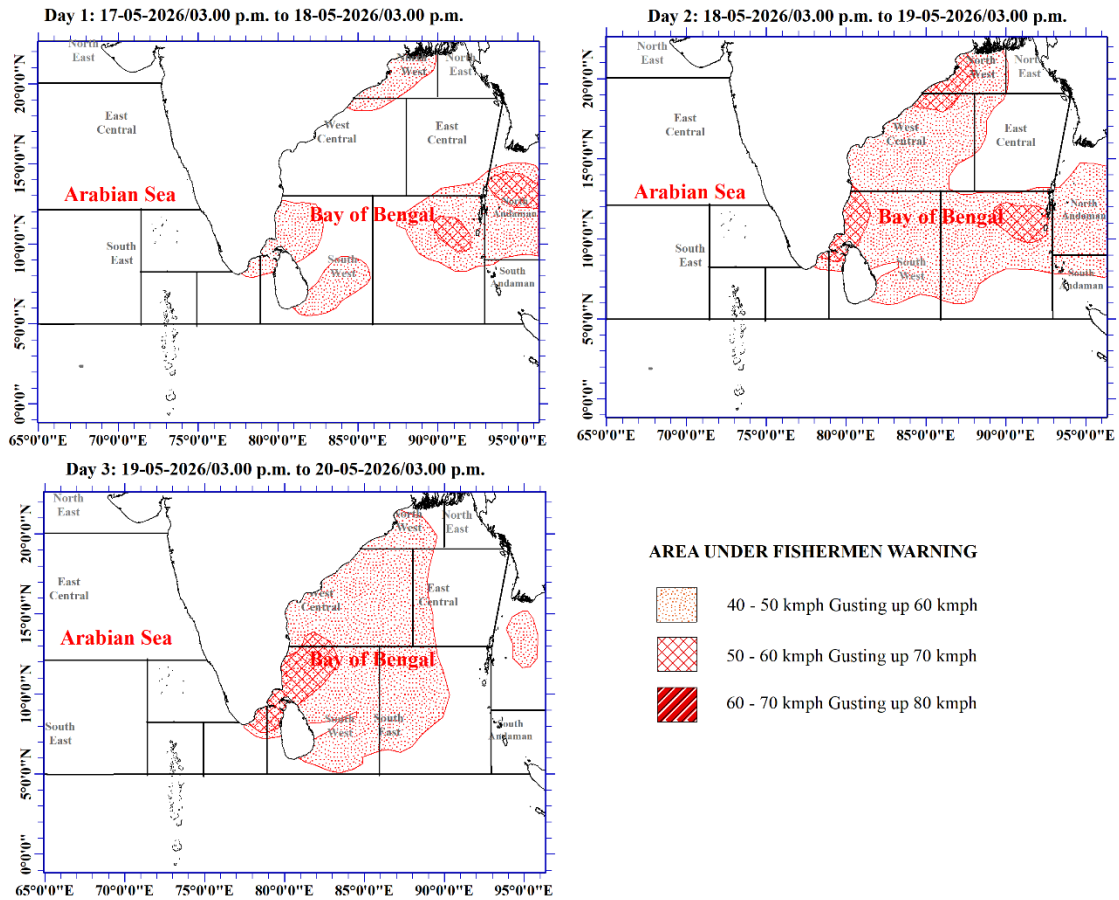 Day 1: 17-05-2026/03.00 p.m. to 18-05-2026/03.00 p.m.
North
East
North
West
North
East
East
Central
West
Central
East
Central
Arabian Sea
Bay of Bengal
North
Andaman
South
East
South
West
South
Andaman
20°0'0"N
15°0'0"N
10°0'0"N
5°0'0"N
0°0'0"
65°0'0"E 70°0'0"E 75°0'0"E 80°0'0"E 85°0'0"E 90°0'0"E 95°0'0"E
Day 2: 18-05-2026/03.00 p.m. to 19-05-2026/03.00 p.m.
North
East
North
West
North
East
East
Central
West
Central
East
Central
Arabian Sea
Bay of Bengal
North
Andaman
South
East
South
West
South
Andaman
20°0'0"N
15°0'0"N
10°0'0"N
5°0'0"N
0°0'0"
65°0'0"E 70°0'0"E 75°0'0"E 80°0'0"E 85°0'0"E 90°0'0"E 95°0'0"E
Day 3: 19-05-2026/03.00 p.m. to 20-05-2026/03.00 p.m.
North
East
North
West
North
East
East
Central
West
Central
East
Central
Arabian Sea
Bay of Bengal
South
East
South
West
South
East
South
Andaman
20°0'0"N
15°0'0"N
10°0'0"N
5°0'0"N
0°0'0"
65°0'0"E 70°0'0"E 75°0'0"E 80°0'0"E 85°0'0"E 90°0'0"E 95°0'0"E
AREA UNDER FISHERMEN WARNING
40 - 50 kmph Gusting up 60 kmph
50 - 60 kmph Gusting up 70 kmph
60 - 70 kmph Gusting up 80 kmph